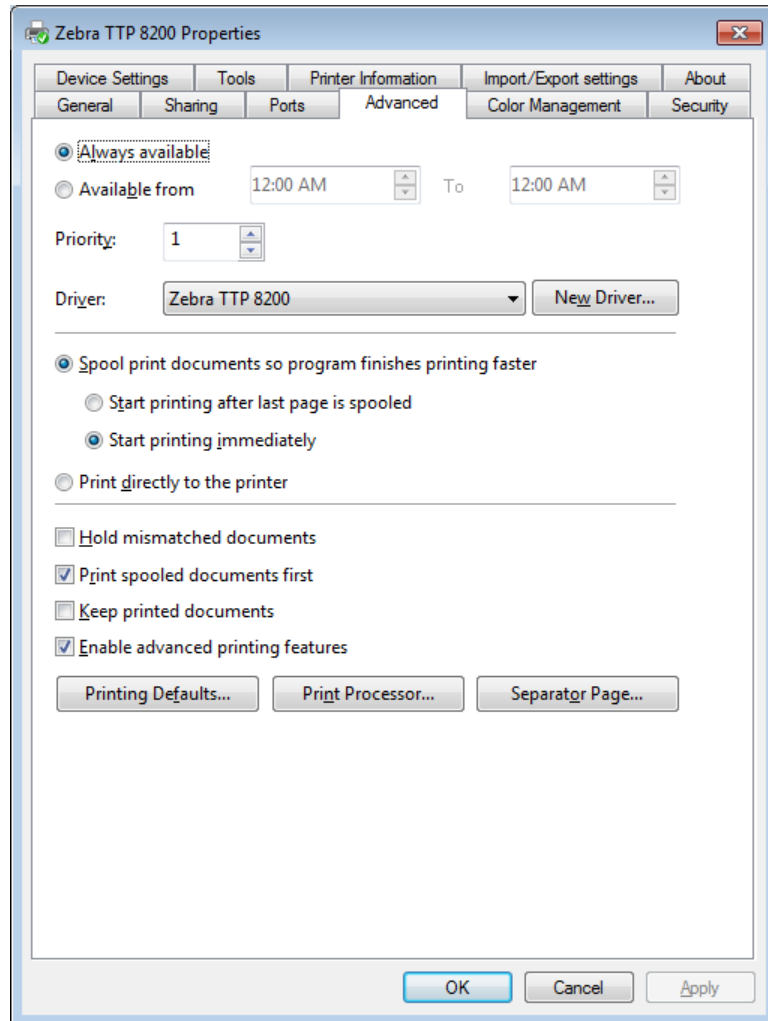 Zebra TTP 8200 Properties
Device Settings Tools Printer Information Import/Export settings About
General Sharing Ports Advanced Color Management Security
Always available
Available from 12:00 AM To 12:00 AM
Priority: 1
Driver: Zebra TTP 8200 New Driver...
Spool print documents so program finishes printing faster
Start printing after last page is spooled
Start printing immediately
Print directly to the printer
Hold mismatched documents
Print spooled documents first
Keep printed documents
Enable advanced printing features
Printing Defaults... Print Processor... Separator Page...
OK Cancel Apply